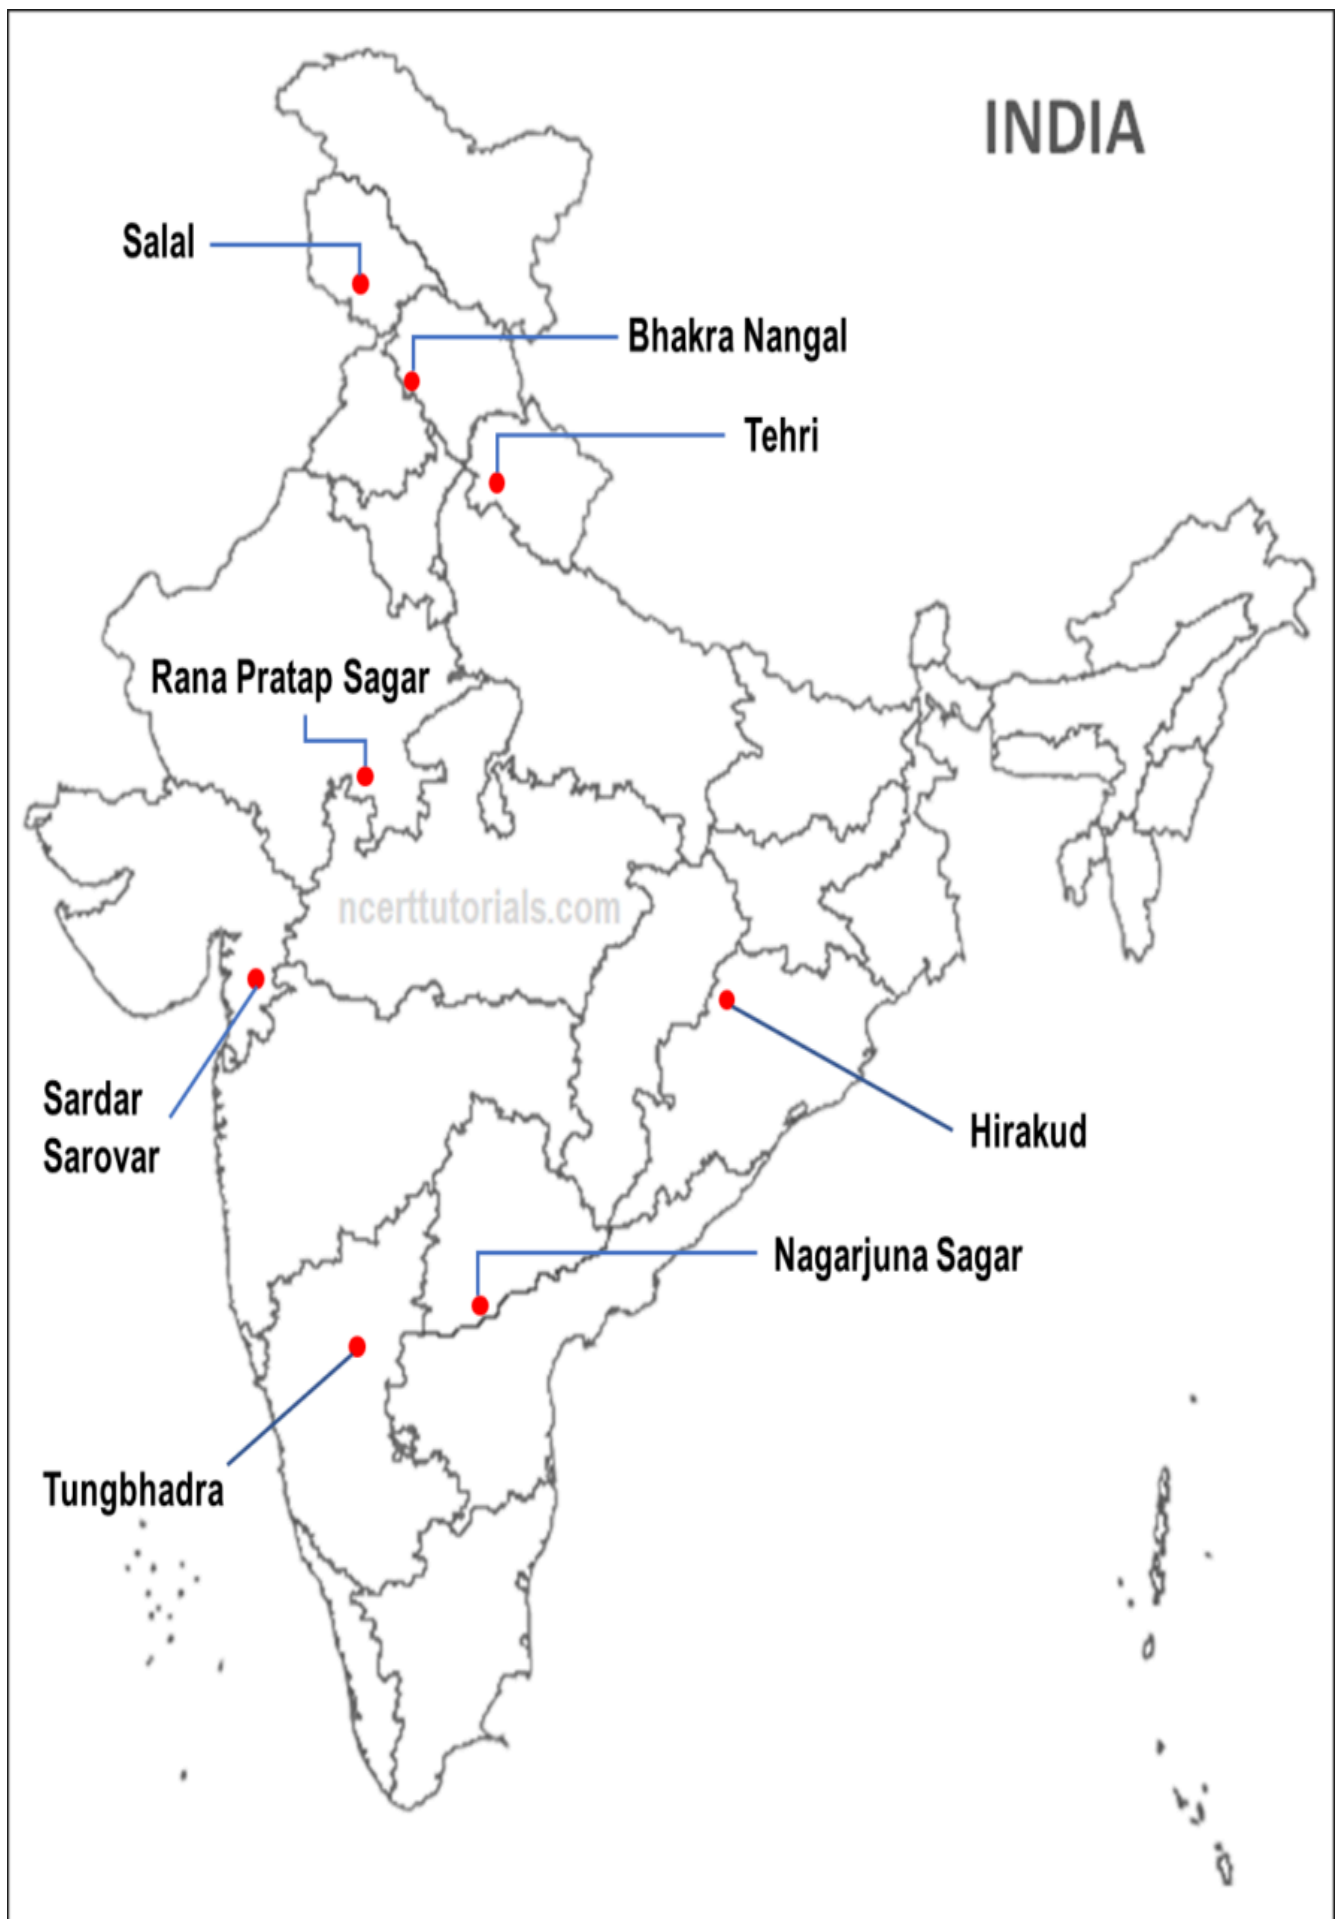 INDIA
Salal
Bhakra Nangal
Tehri
Rana Pratap Sagar
ncerttutorials.com
Sardar
Sarovar
Hirakud
Nagarjuna Sagar
Tungbhadra